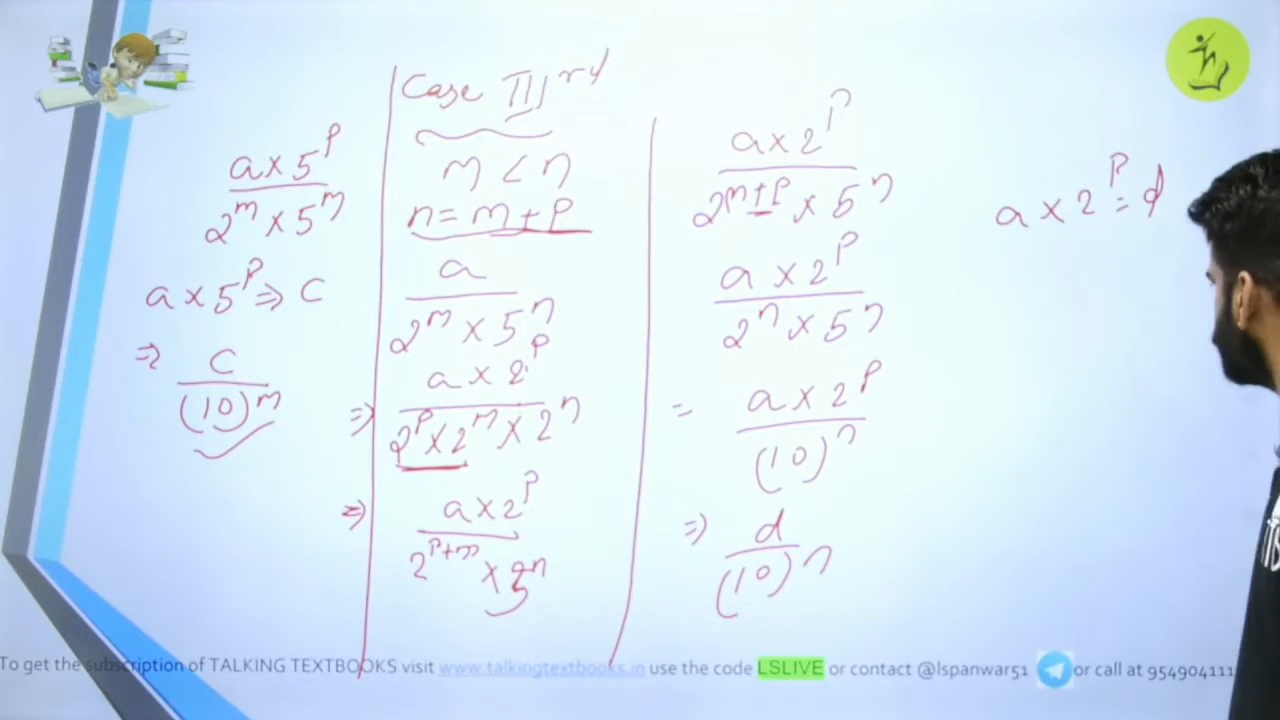 a x 5^p
2^m x 5^m
a x 5^p => c
=> c
(10)^m
Case IIIrd
m < n
n = m + p
a
2^m x 5^n
a x 2^p
=> 2^p x 2^m x 2^n
=> a x 2^p
2^p+m x 5^n
a x 2^p
2^m+p x 5^n
a x 2^p
2^n x 5^n
= a x 2^p
(10)^n
=> d
(10)^n
a x 2^p = d
To get the subscription of TALKING TEXTBOOKS visit www.talkingtextbooks.in use the code LSLIVE or contact @lspanwar51 or call at 954904111